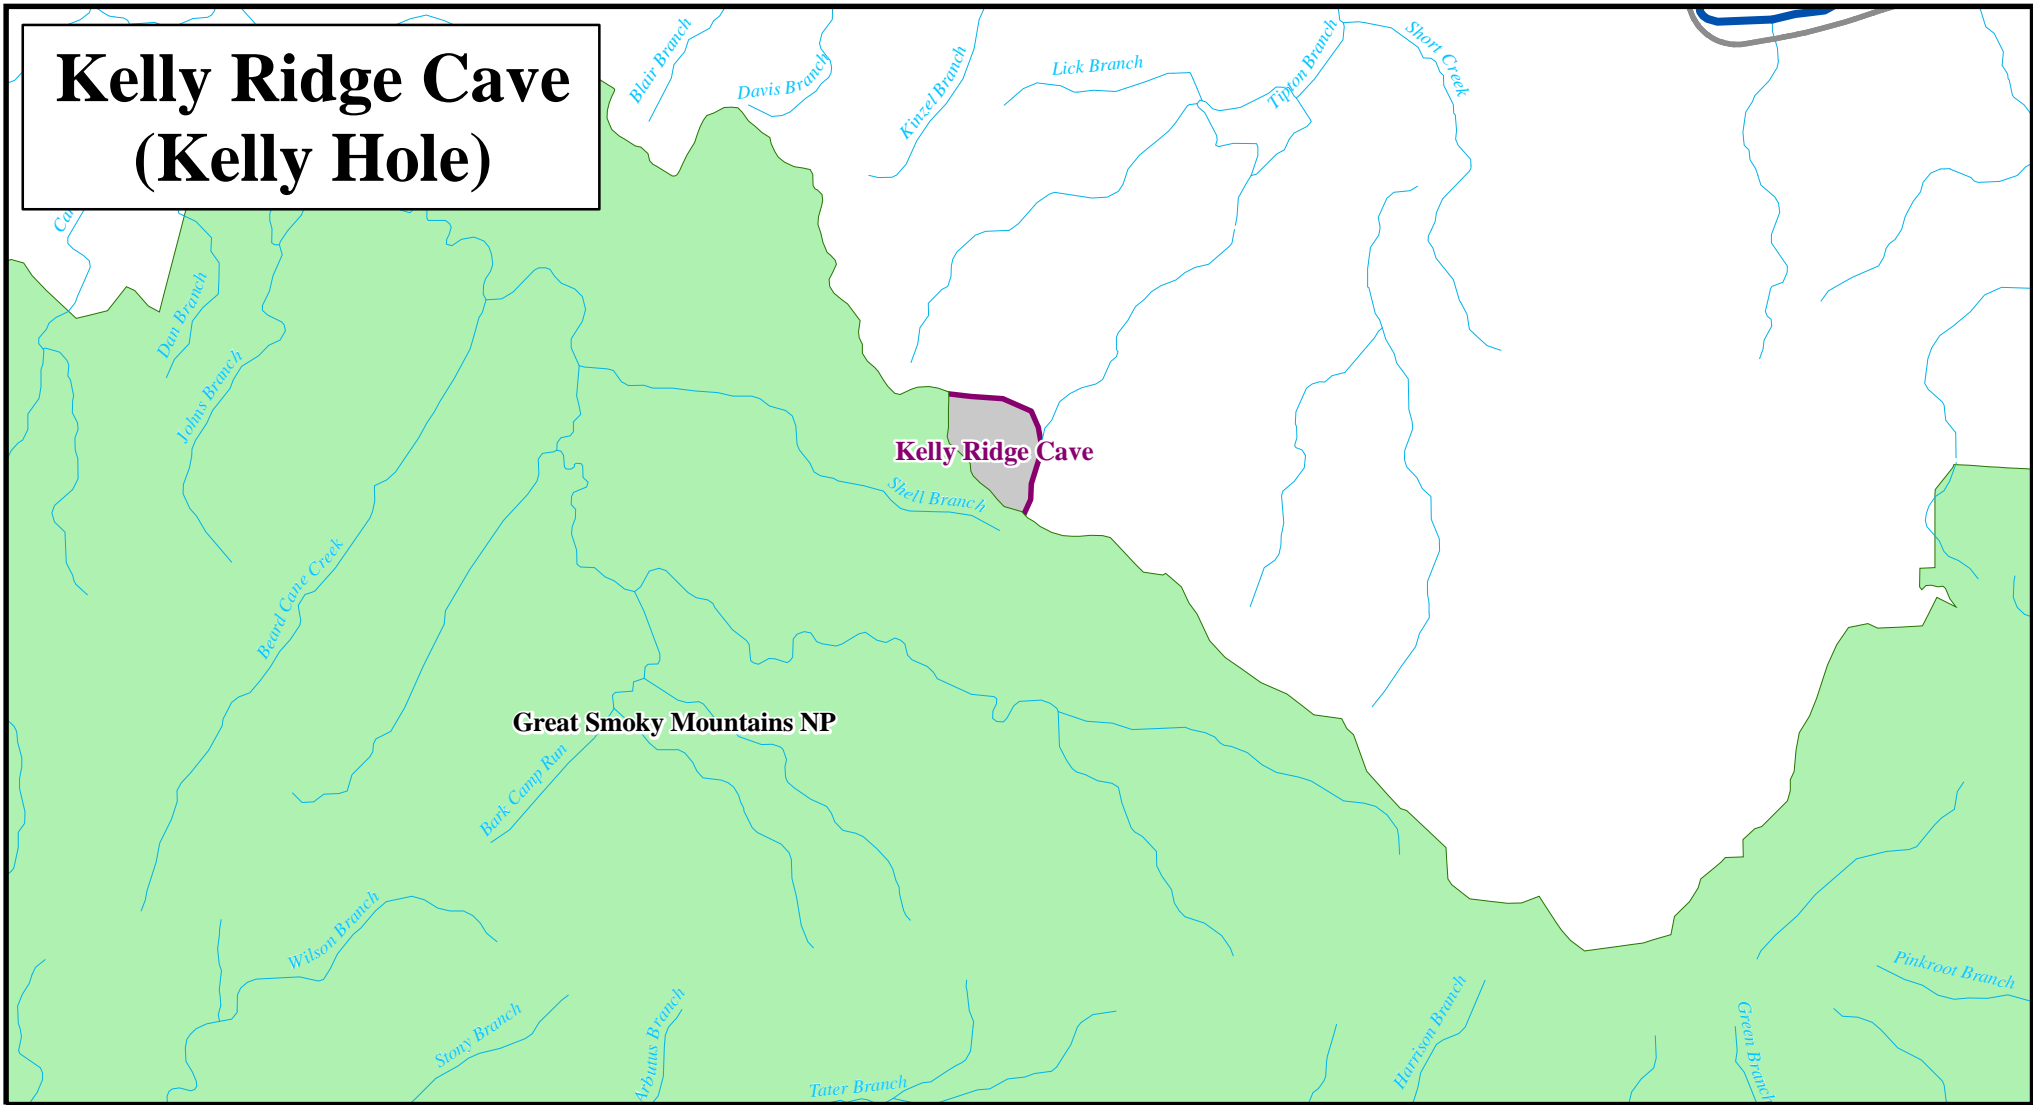 Kelly Ridge Cave
(Kelly Hole)
Blair Branch
Davis Branch
Kinzel Branch
Lick Branch
Tipton Branch
Short Creek
Dan Branch
Johns Branch
Kelly Ridge Cave
Shell Branch
Beard Cane Creek
Great Smoky Mountains NP
Bark Camp Run
Wilson Branch
Stony Branch
Arbutus Branch
Tater Branch
Harrison Branch
Green Branch
Pinkroot Branch